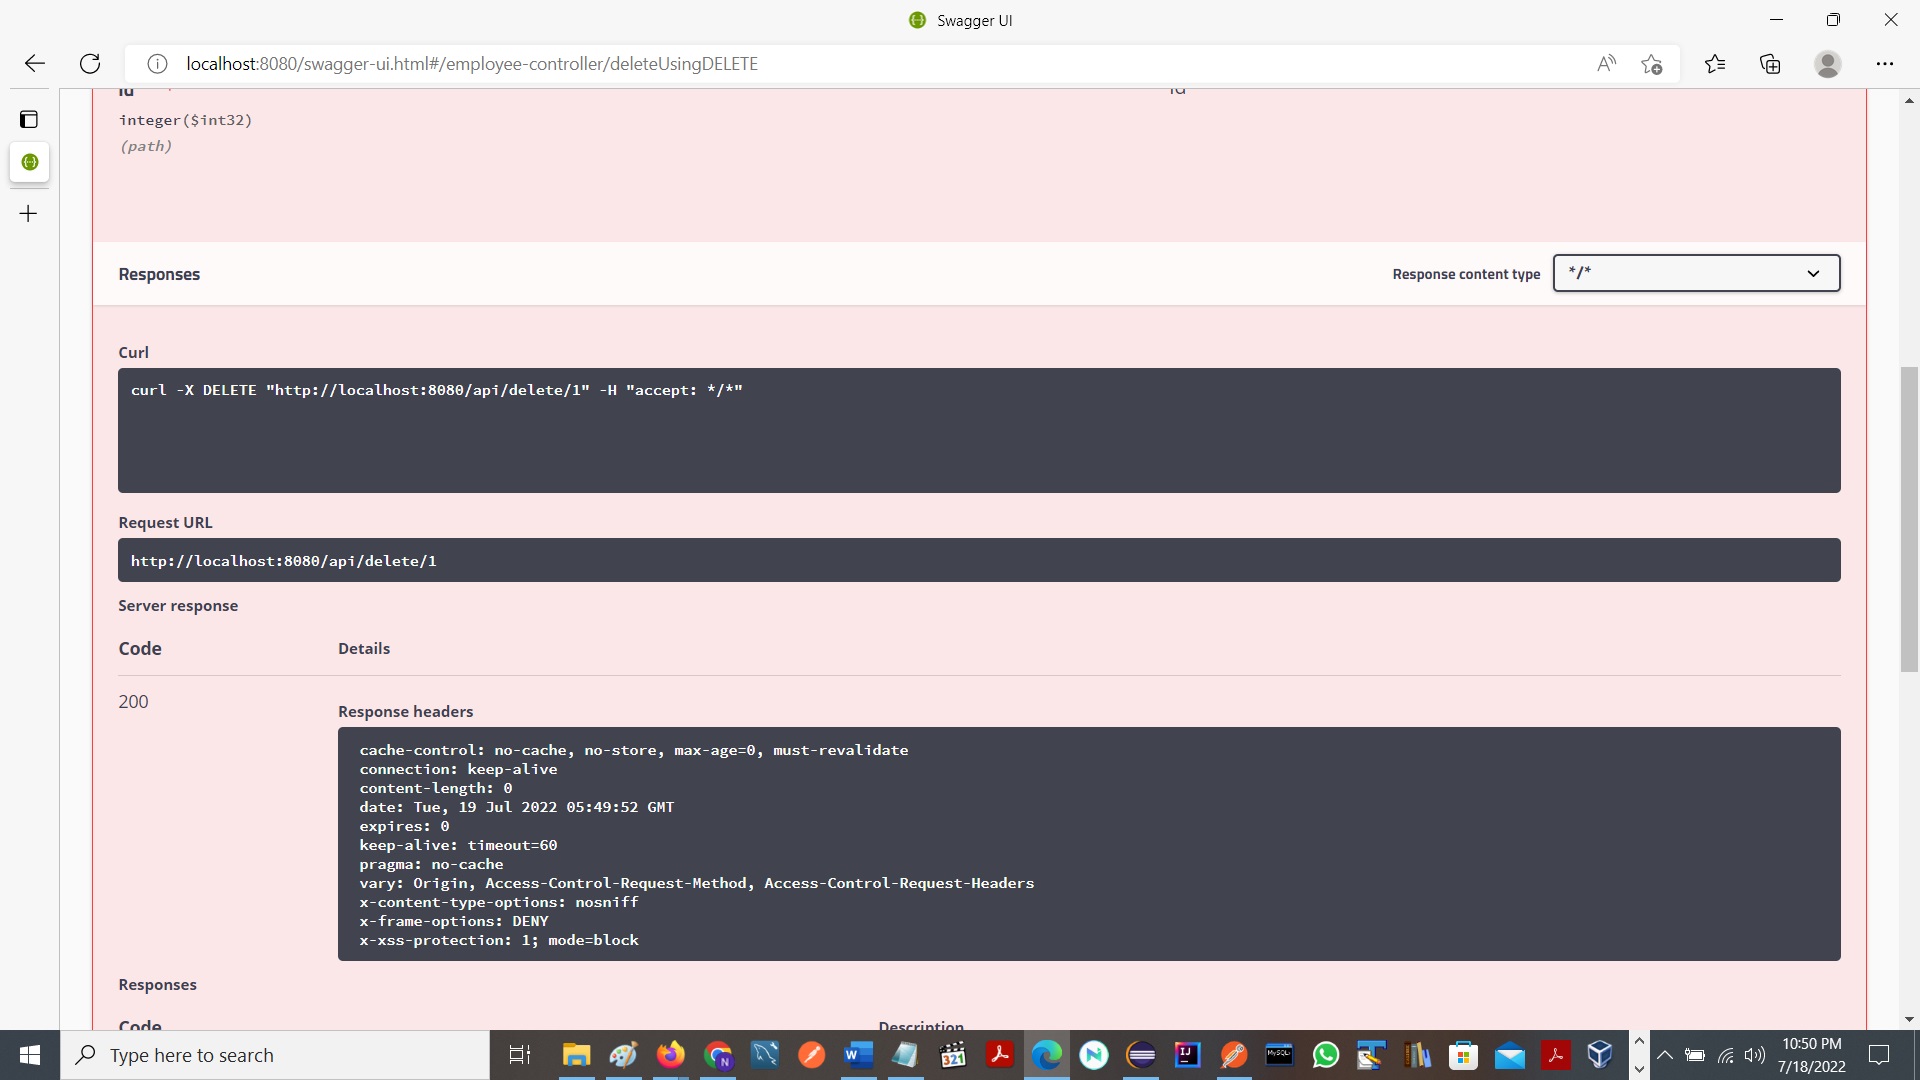 Swagger UI
localhost:8080/swagger-ui.html#/employee-controller/deleteUsingDELETE
id
id
integer($int32)
(path)
Responses
Response content type
*/*
Curl
curl -X DELETE "http://localhost:8080/api/delete/1" -H "accept: */*"
Request URL
http://localhost:8080/api/delete/1
Server response
Code
Details
200
Response headers
cache-control: no-cache, no-store, max-age=0, must-revalidate
connection: keep-alive
content-length: 0
date: Tue, 19 Jul 2022 05:49:52 GMT
expires: 0
keep-alive: timeout=60
pragma: no-cache
vary: Origin, Access-Control-Request-Method, Access-Control-Request-Headers
x-content-type-options: nosniff
x-frame-options: DENY
x-xss-protection: 1; mode=block
Responses
Code
Description
Type here to search
10:50 PM
7/18/2022